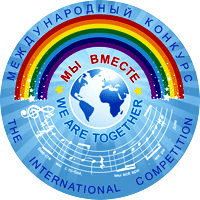 МЕЖДУНАРОДНЫЙ КОНКУРС
МЫ ВМЕСТЕ
WE ARE TOGETHER
THE INTERNATIONAL COMPETITION